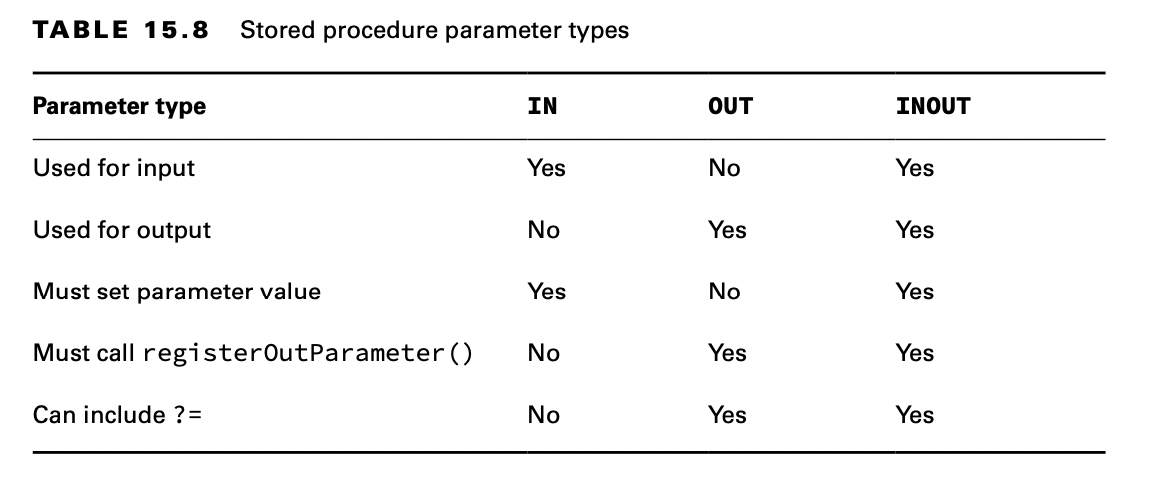 TABLE 15.8 Stored procedure parameter types
Parameter type IN OUT INOUT
Used for input Yes No Yes
Used for output No Yes Yes
Must set parameter value Yes No Yes
Must call registerOutParameter() No Yes Yes
Can include ?= No Yes Yes